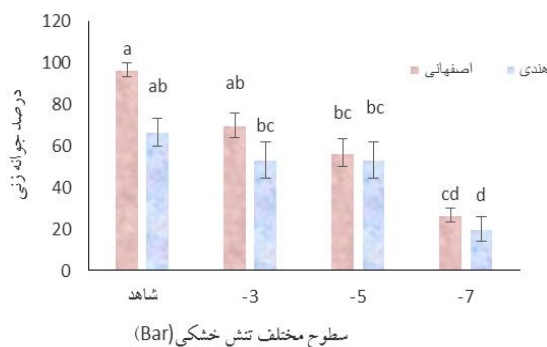 120
100
80
60
40
20
0
درصد جوانه زنی
a
ab
ab
bc
bc
bc
cd
d
اصفهانی
هندی
شاهد
-3
-5
-7
سطوح مختلف تنش خشکی(Bar)